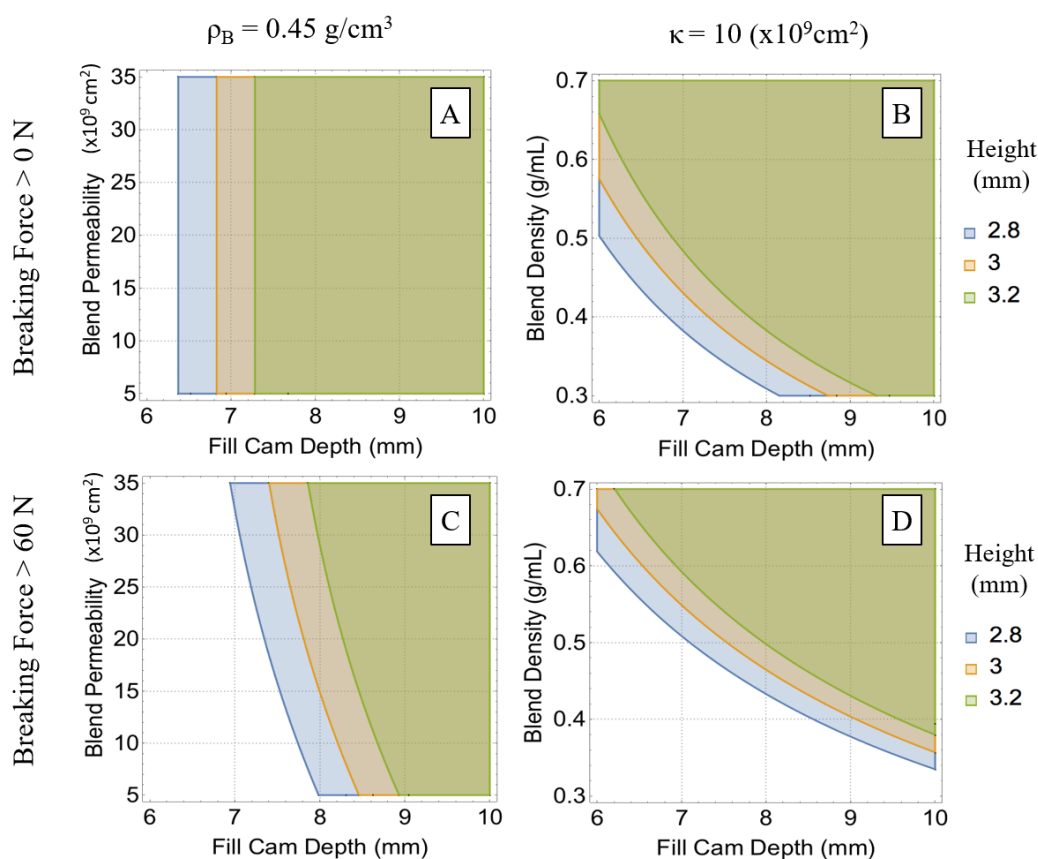 ρB = 0.45 g/cm³
κ = 10 (x10⁹cm²)
Breaking Force > 0 N
Blend Permeability (x10⁹ cm²)
35
30
25
20
15
10
5
A
6 7 8 9 10
Fill Cam Depth (mm)
Blend Density (g/mL)
0.7
0.6
0.5
0.4
0.3
B
6 7 8 9 10
Fill Cam Depth (mm)
Height
(mm)
2.8
3
3.2
Breaking Force > 60 N
Blend Permeability (x10⁹ cm²)
35
30
25
20
15
10
5
C
6 7 8 9 10
Fill Cam Depth (mm)
Blend Density (g/mL)
0.7
0.6
0.5
0.4
0.3
D
6 7 8 9 10
Fill Cam Depth (mm)
Height
(mm)
2.8
3
3.2